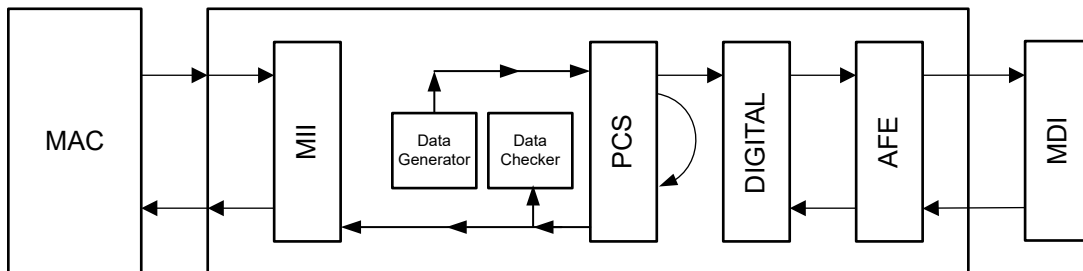 MAC
MII
Data
Generator
Data
Checker
PCS
DIGITAL
AFE
MDI